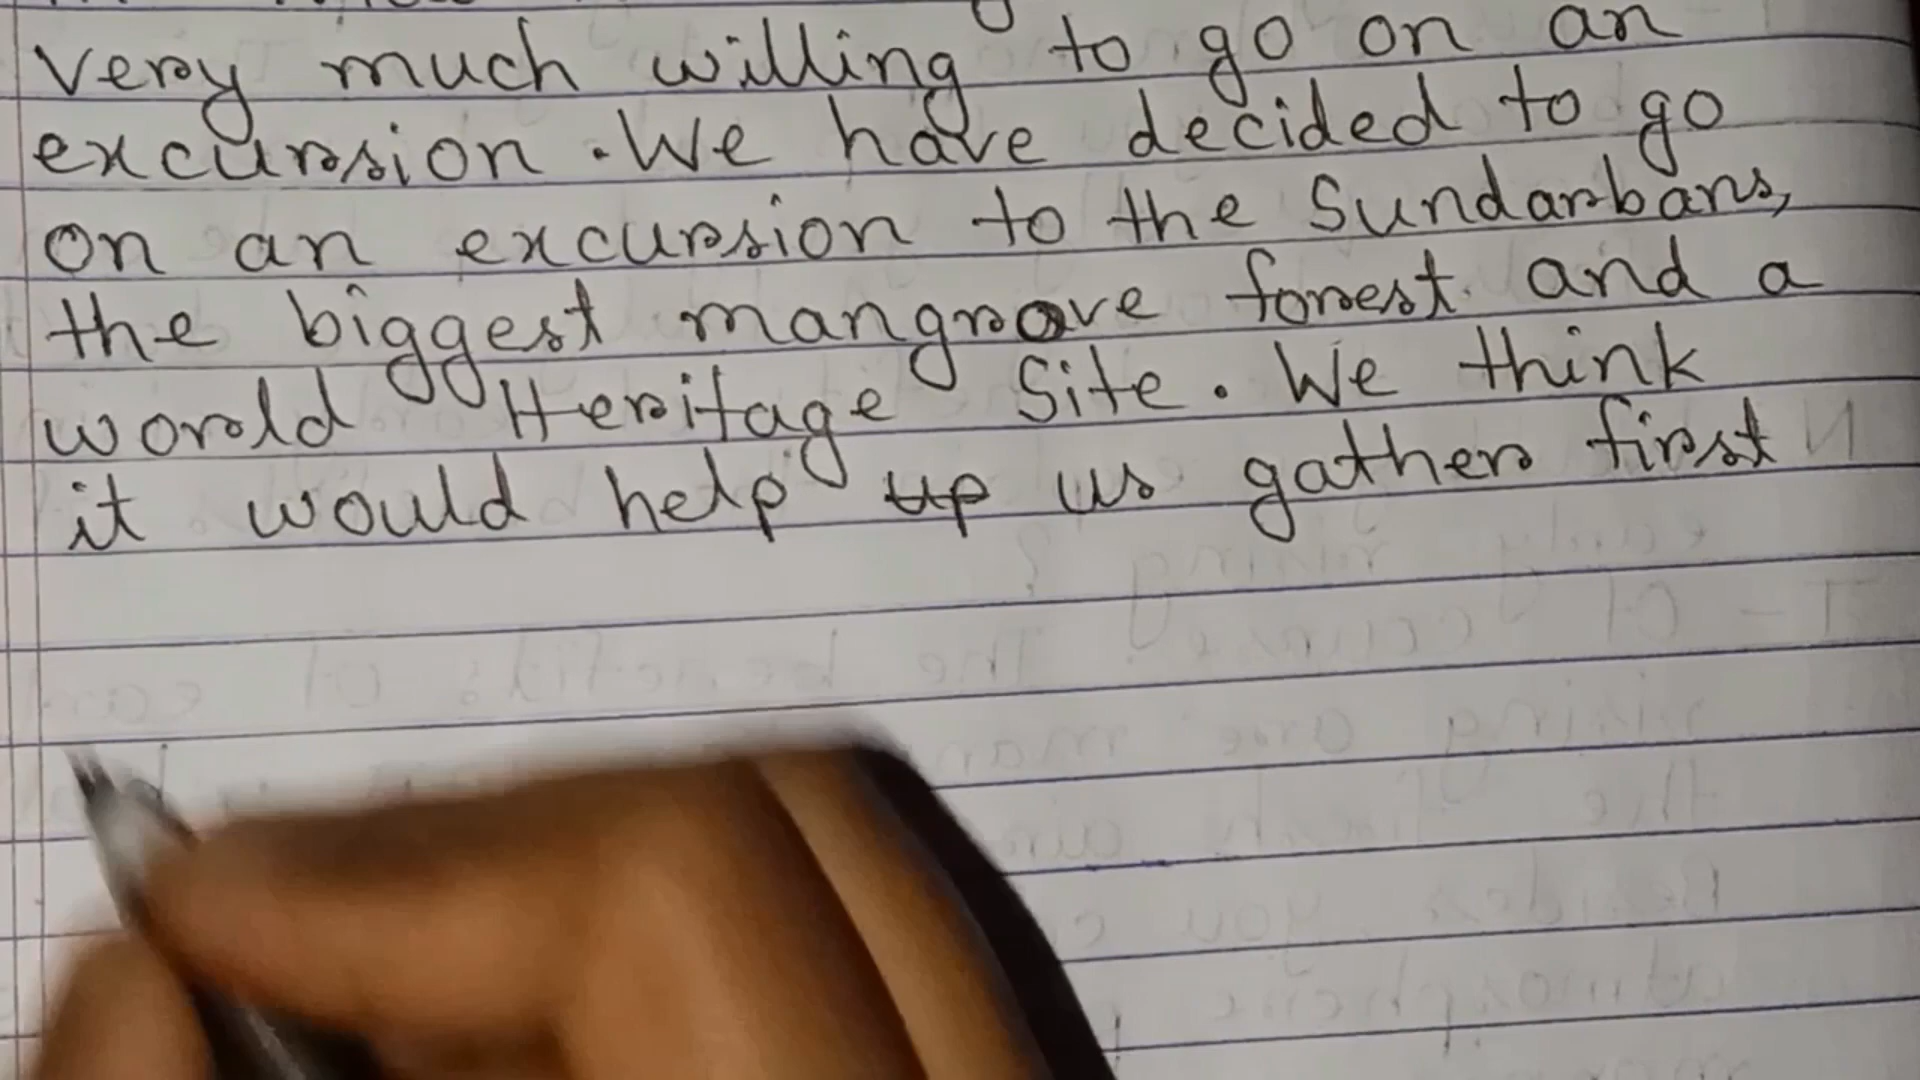 very much willing to go on an
excursion. We have decided to go
on an excursion to the Sundarbans,
the biggest mangrove forest and a
world Heritage Site. We think
it would help up us gather first